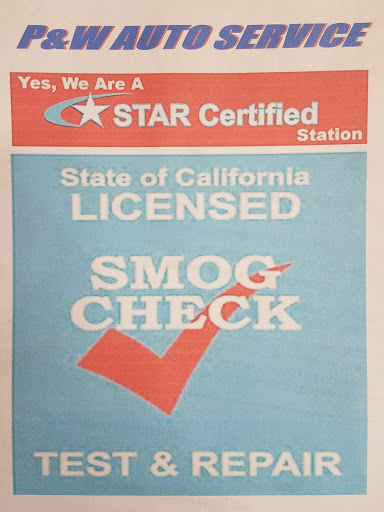 P&W AUTO SERVICE
Yes, We Are A
STAR Certified
Station
State of California
LICENSED
SMOG
CHECK
TEST & REPAIR